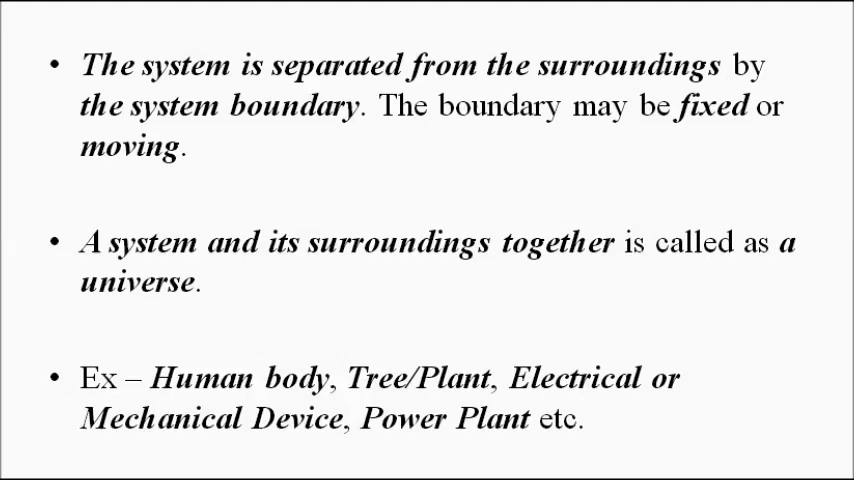 • The system is separated from the surroundings by
the system boundary. The boundary may be fixed or
moving.
• A system and its surroundings together is called as a
universe.
• Ex – Human body, Tree/Plant, Electrical or
Mechanical Device, Power Plant etc.